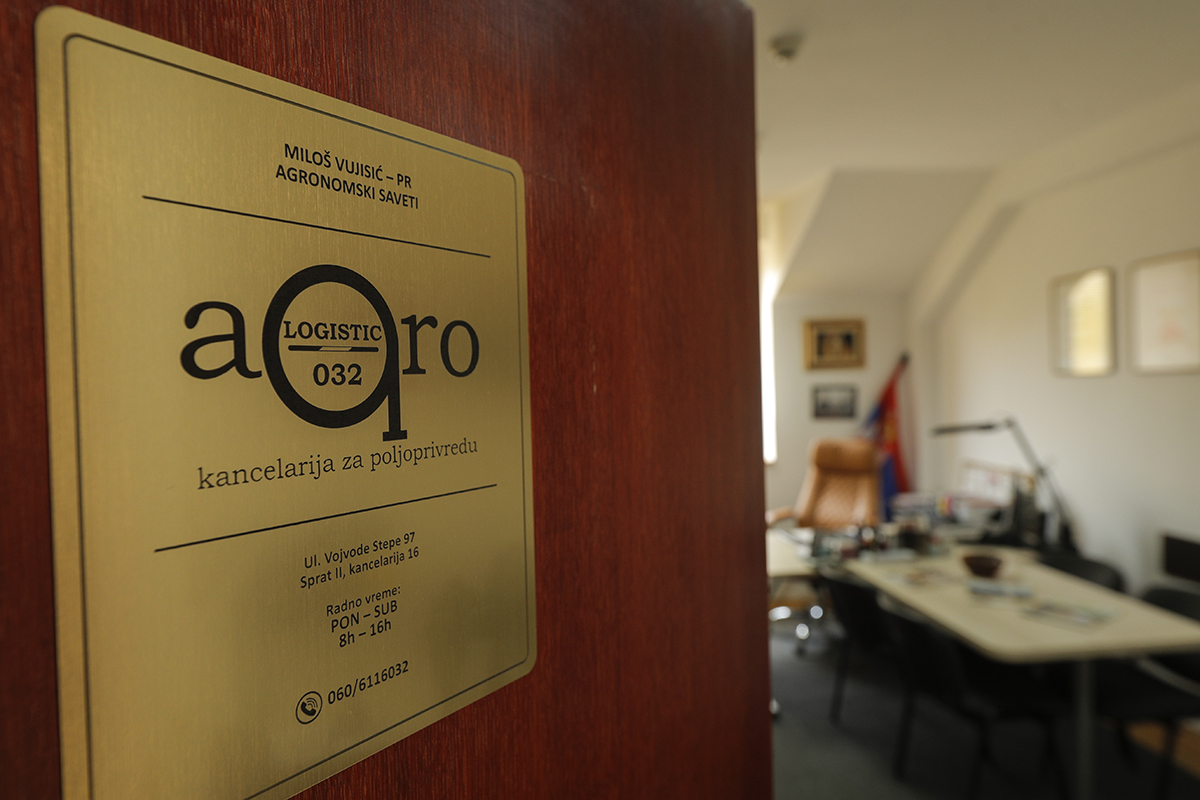 MILOŠ VUJISIĆ – PR
AGRONOMSKI SAVETI
agro
LOGISTIC
032
kancelarija za poljoprivredu
Ul. Vojvode Stepe 97
Sprat II, kancelarija 16
Radno vreme:
PON – SUB
8h – 16h
060/6116032